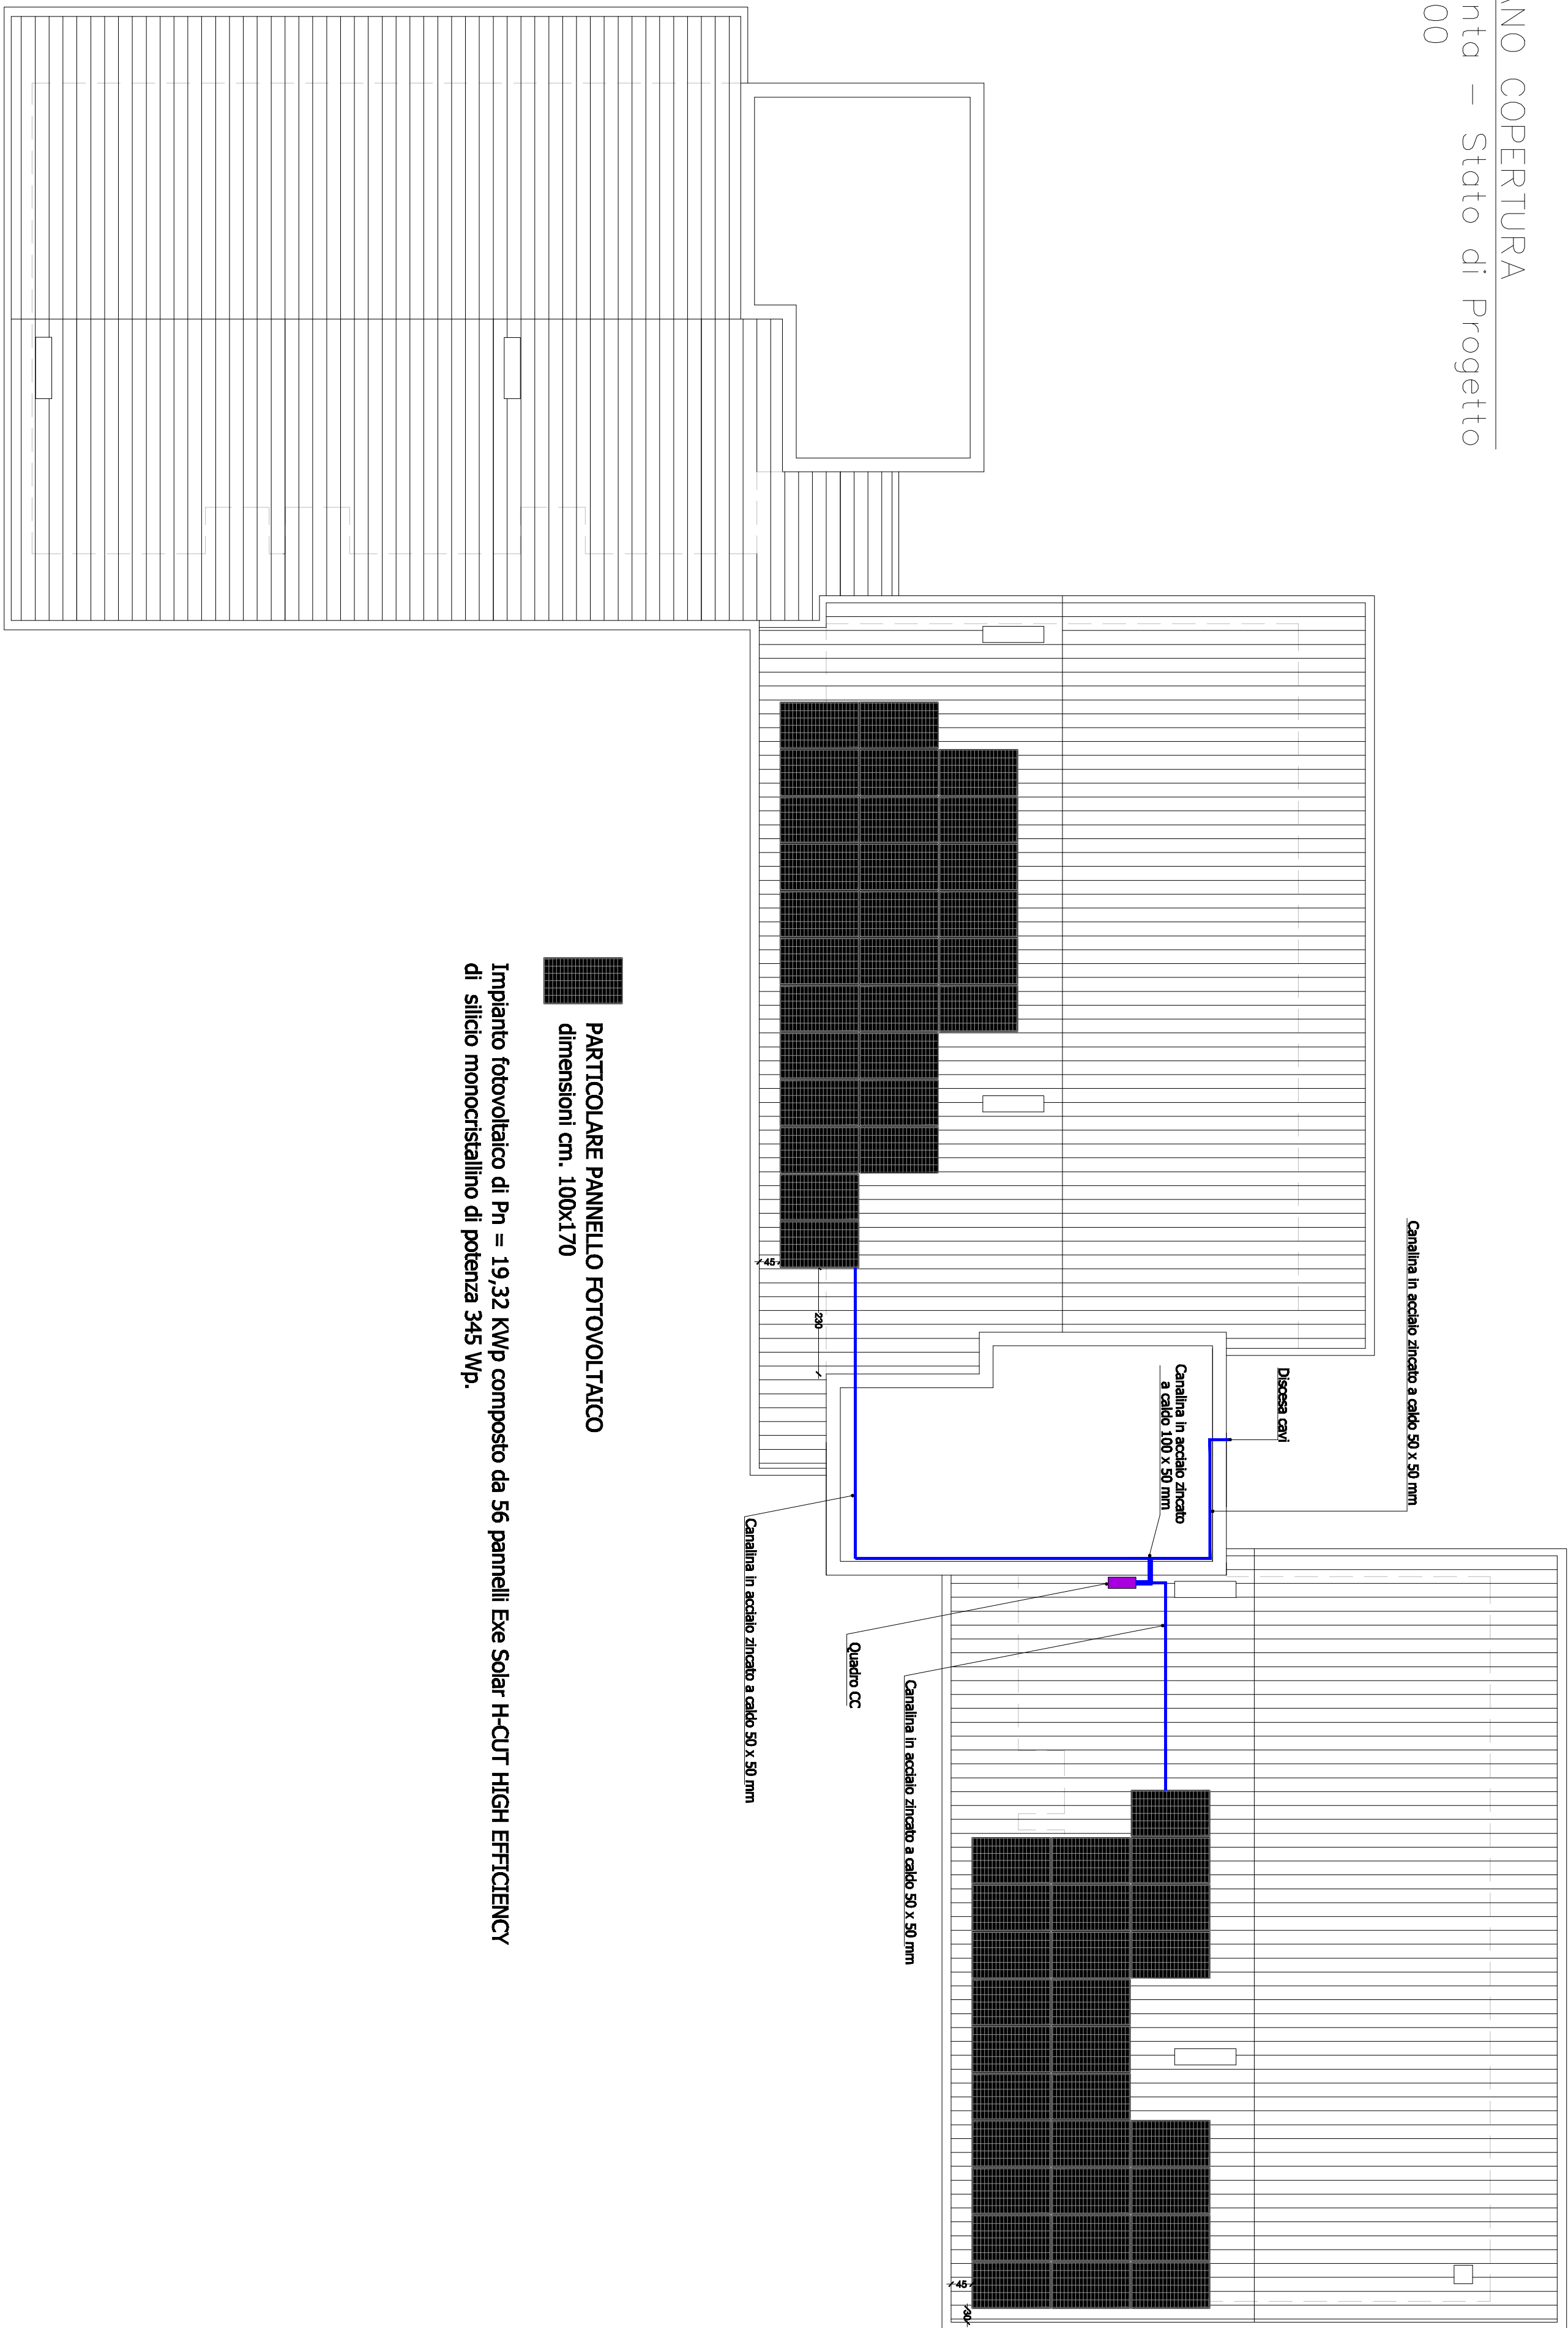 ANO COPERTURA
nta - Stato di Progetto
00
Canalina in acciaio zincato a caldo 50 x 50 mm
Discesa cavi
Canalina in acciaio zincato
a caldo 100 x 50 mm
45
230
Canalina in acciaio zincato a caldo 50 x 50 mm
Quadro CC
Canalina in acciaio zincato a caldo 50 x 50 mm
45
30
PARTICOLARE PANNELLO FOTOVOLTAICO
dimensioni cm. 100x170
Impianto fotovoltaico di Pn = 19,32 KWp composto da 56 pannelli Exe Solar H-CUT HIGH EFFICIENCY
di silicio monocristallino di potenza 345 Wp.